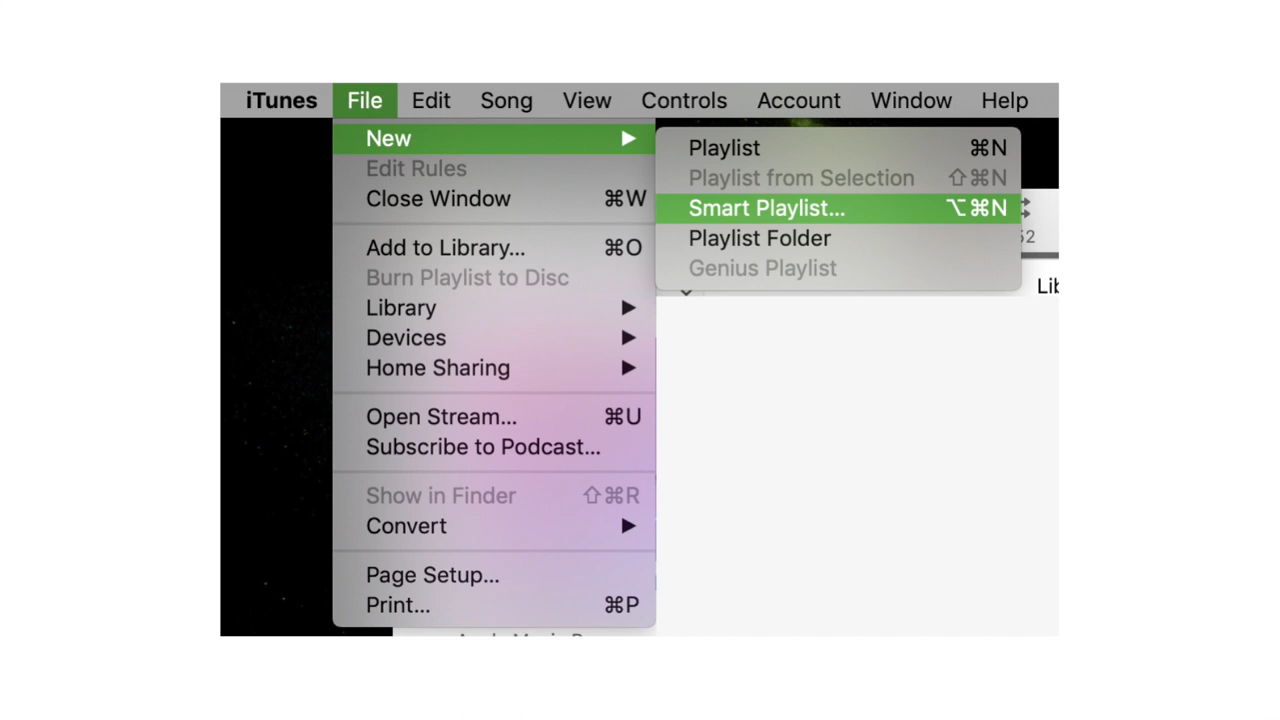 iTunes File Edit Song View Controls Account Window Help
New ▶
Edit Rules
Close Window ⌘W
Add to Library... ⌘O
Burn Playlist to Disc
Library ▶
Devices ▶
Home Sharing ▶
Open Stream... ⌘U
Subscribe to Podcast...
Show in Finder ⇧⌘R
Convert ▶
Page Setup...
Print... ⌘P
Playlist ⌘N
Playlist from Selection ⇧⌘N
Smart Playlist... ⌥⌘N
Playlist Folder
Genius Playlist